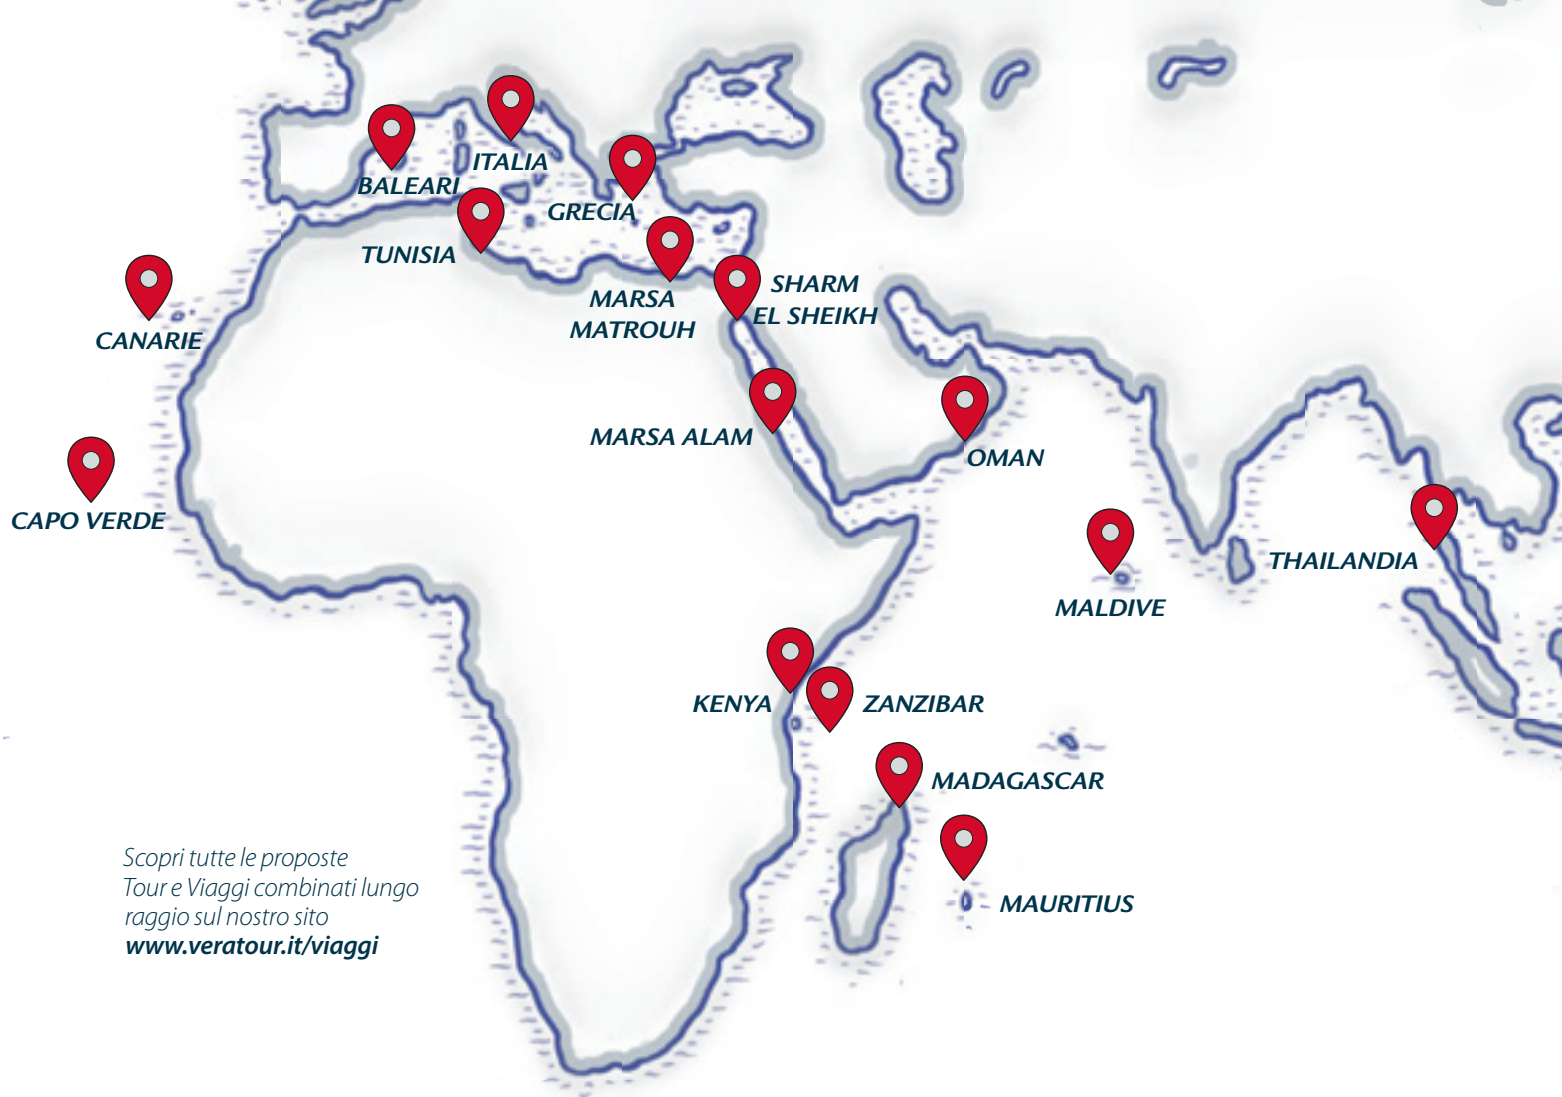 ITALIA
BALEARI
GRECIA
TUNISIA
SHARM
EL SHEIKH
MARSA
MATROUH
CANARIE
MARSA ALAM
OMAN
CAPO VERDE
THAILANDIA
MALDIVE
KENYA
ZANZIBAR
MADAGASCAR
MAURITIUS
Scopri tutte le proposte
Tour e Viaggi combinati lungo
raggio sul nostro sito
www.veratour.it/viaggi